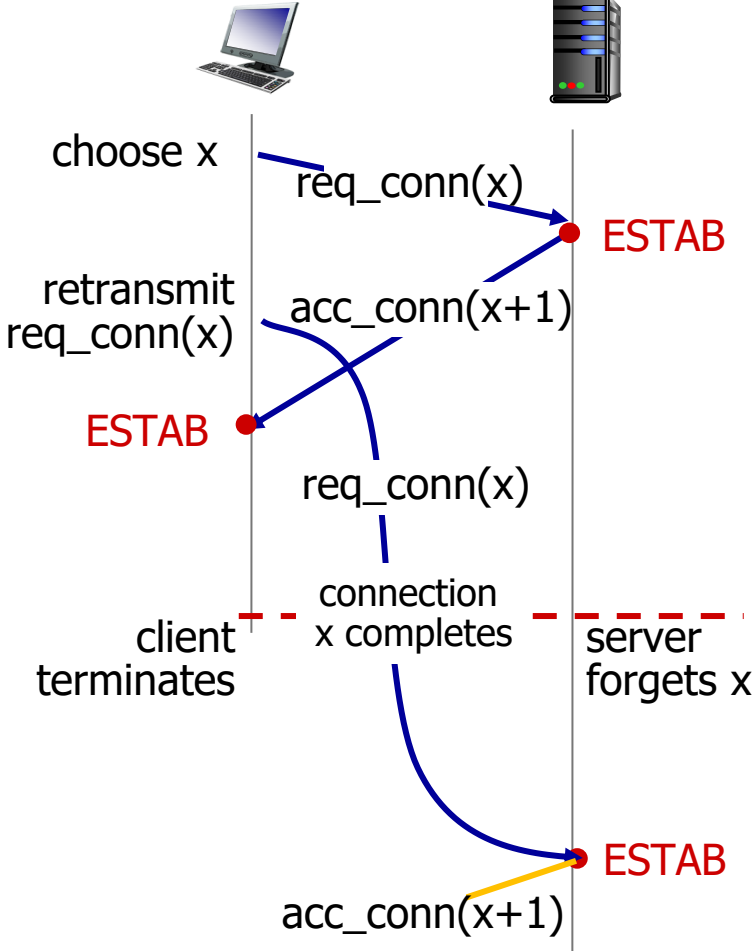 choose x
req_conn(x)
ESTAB
retransmit
req_conn(x)
acc_conn(x+1)
ESTAB
req_conn(x)
connection
x completes
client
terminates
server
forgets x
ESTAB
acc_conn(x+1)